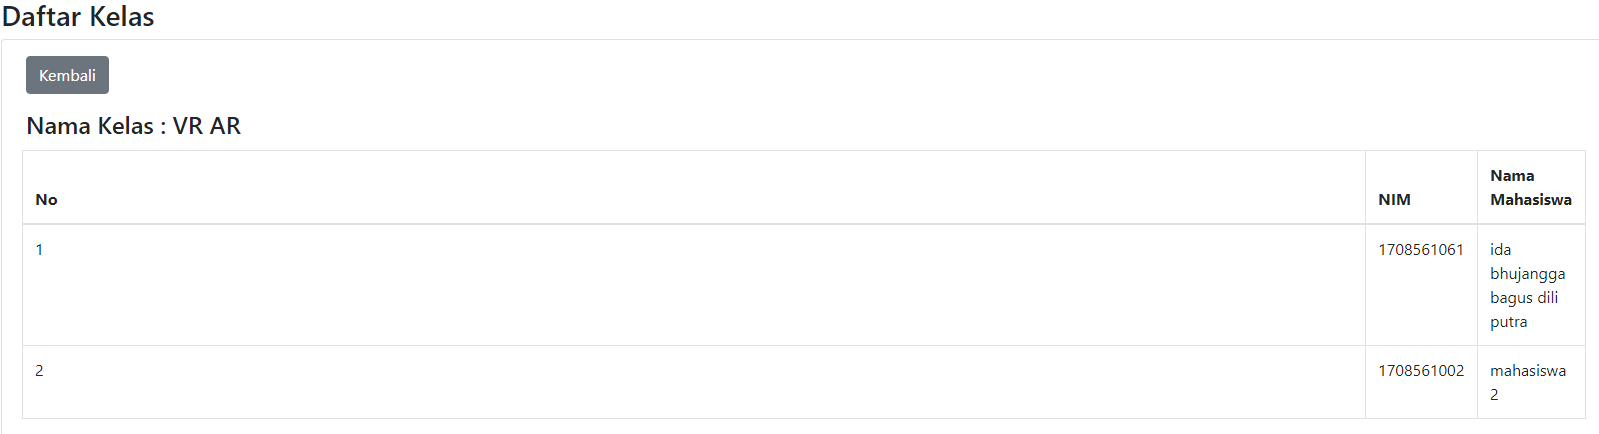 Daftar Kelas
Kembali
Nama Kelas : VR AR
No NIM Nama
Mahasiswa
1 1708561061 ida
bhujangga
bagus dili
putra
2 1708561002 mahasiswa
2